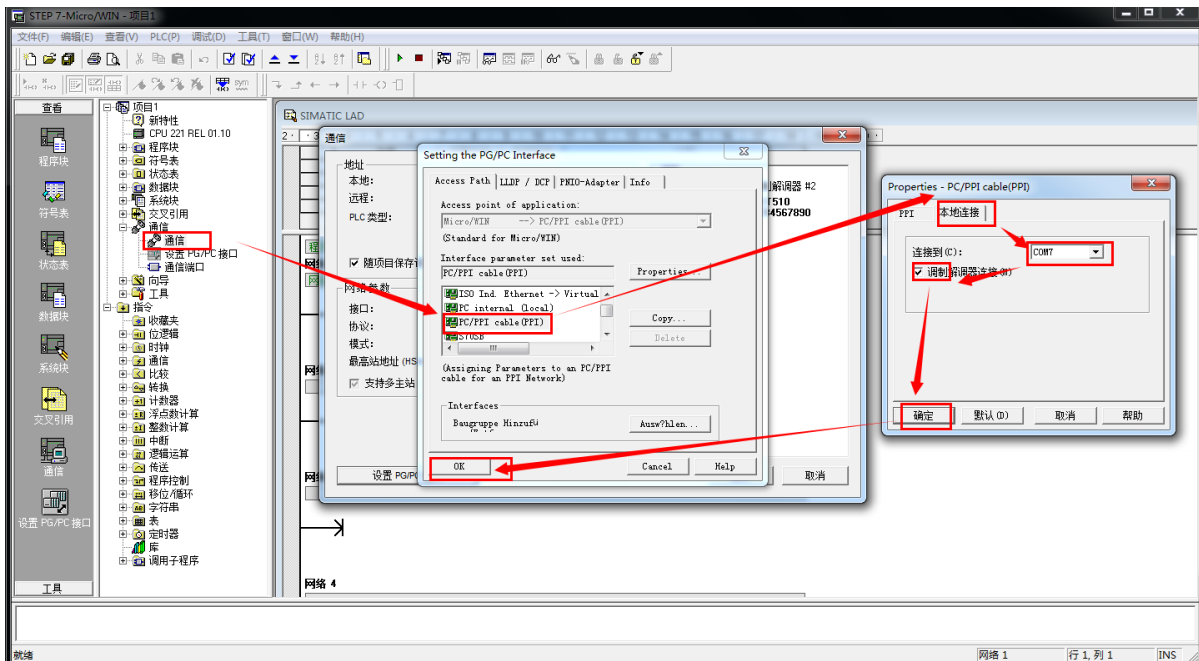 STEP 7-Micro/WIN - 项目1
文件(F) 编辑(E) 查看(V) PLC(P) 调试(D) 工具(T) 窗口(W) 帮助(H)
查看
程序块
符号表
状态表
数据块
系统块
交叉引用
通信
设置 PG/PC 接口
工具
项目1
新特性
CPU 221 REL 01.10
程序块
符号表
状态表
数据块
系统块
交叉引用
通信
通信
设置 PG/PC 接口
通信端口
向导
工具
指令
收藏夹
位逻辑
时钟
通信
比较
转换
计数器
浮点数计算
整数计算
中断
逻辑运算
传送
程序控制
移位/循环
字符串
表
定时器
库
调用子程序
SIMATIC LAD
网络 4
通信
地址
本地:
远程:
PLC 类型:
随项目保存
网络参数
接口:
协议:
模式:
最高站地址 (HS
支持多主站
设置 PG/PC
取消
解调器 #2
T510
4567890
Setting the PG/PC Interface
Access Path
LLDP / DCP
PNIO-Adapter
Info
Access point of application:
Micro/WIN --> PC/PPI cable(PPI)
(Standard for Micro/WIN)
Interface parameter set used:
PC/PPI cable(PPI)
Properties...
ISO Ind. Ethernet -> Virtual
PC internal (local)
PC/PPI cable(PPI)
Copy...
Delete
(Assigning Parameters to an PC/PPI
cable for an PPI Network)
Interfaces
Baugruppe Hinzufü
Ausw?hlen...
OK
Cancel
Help
Properties - PC/PPI cable(PPI)
PPI
本地连接
连接到(C):
COM7
调制解调器连接(M)
确定
默认(D)
取消
帮助
就绪
网络 1
行 1, 列 1
INS